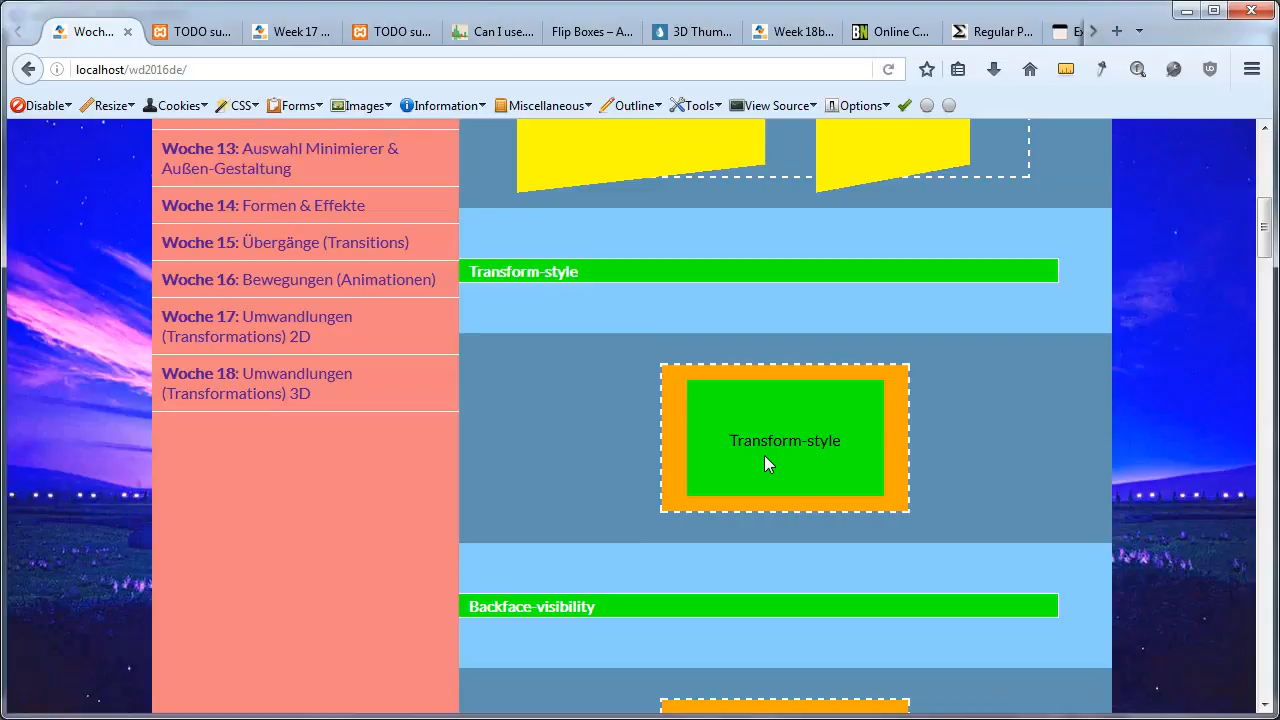 Woch...
TODO su...
Week 17 ...
TODO su...
Can I use....
Flip Boxes – A...
3D Thum...
Week 18b...
Online C...
Regular P...
localhost/wd2016de/
Disable
Resize
Cookies
CSS
Forms
Images
Information
Miscellaneous
Outline
Tools
View Source
Options
Woche 13: Auswahl Minimierer &
Außen-Gestaltung
Woche 14: Formen & Effekte
Woche 15: Übergänge (Transitions)
Woche 16: Bewegungen (Animationen)
Woche 17: Umwandlungen
(Transformations) 2D
Woche 18: Umwandlungen
(Transformations) 3D
Transform-style
Transform-style
Backface-visibility